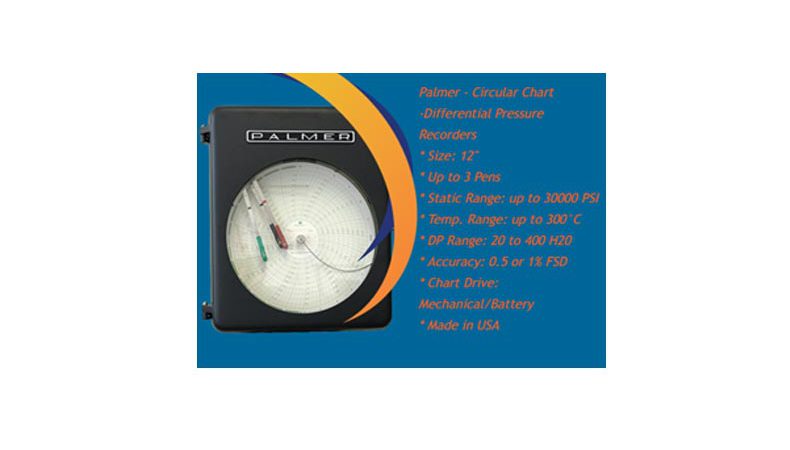 PALMER
Palmer - Circular Chart
-Differential Pressure
Recorders
* Size: 12"
* Up to 3 Pens
* Static Range: up to 30000 PSI
* Temp. Range: up to 300°C
* DP Range: 20 to 400 H20
* Accuracy: 0.5 or 1% FSD
* Chart Drive:
Mechanical/Battery
* Made in USA